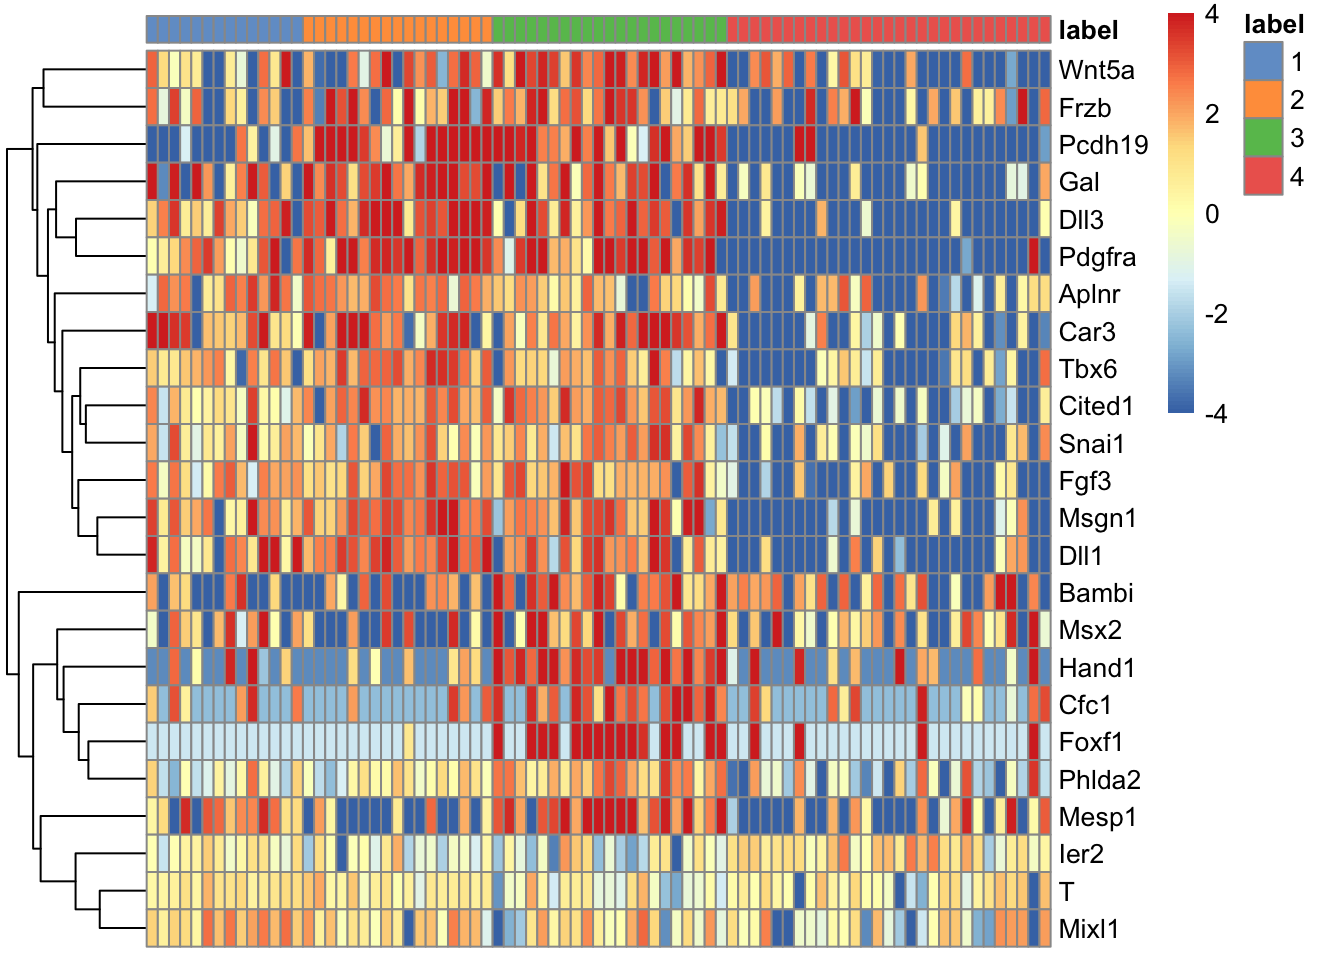 label
Wnt5a
Frzb
Pcdh19
Gal
Dll3
Pdgfra
Aplnr
Car3
Tbx6
Cited1
Snai1
Fgf3
Msgn1
Dll1
Bambi
Msx2
Hand1
Cfc1
Foxf1
Phlda2
Mesp1
Ier2
T
Mixl1
4
2
0
-2
-4
label
1
2
3
4